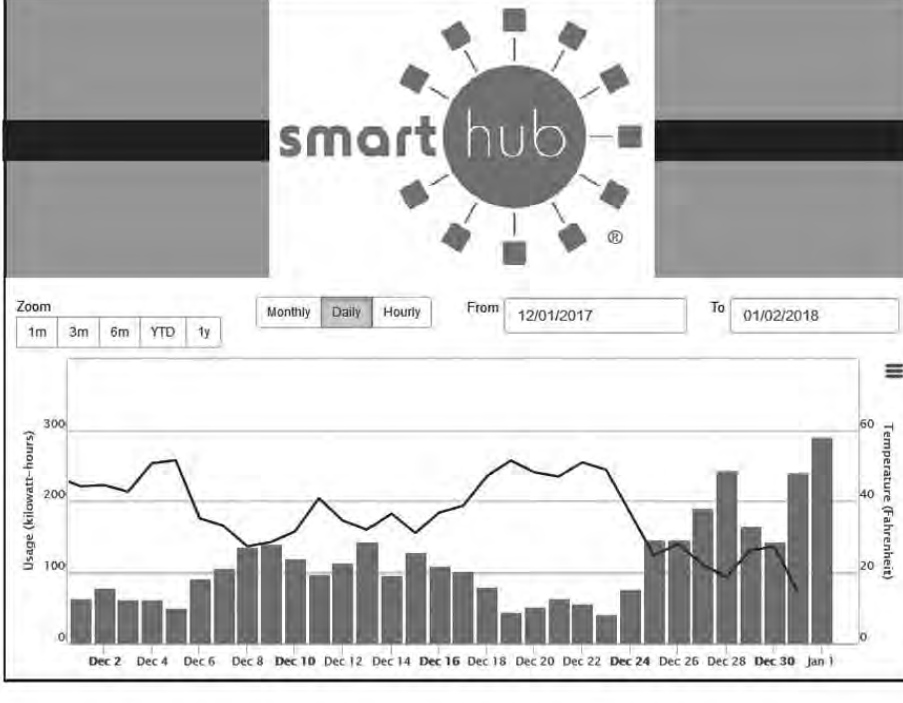 smart hub
®
Zoom
1m 3m 6m YTD 1y
Monthly Daily Hourly
From 12/01/2017
To 01/02/2018
Usage (kilowatt-hours)
300
200
100
0
Temperature (Fahrenheit)
60
40
20
0
Dec 2 Dec 4 Dec 6 Dec 8 Dec 10 Dec 12 Dec 14 Dec 16 Dec 18 Dec 20 Dec 22 Dec 24 Dec 26 Dec 28 Dec 30 Jan 1